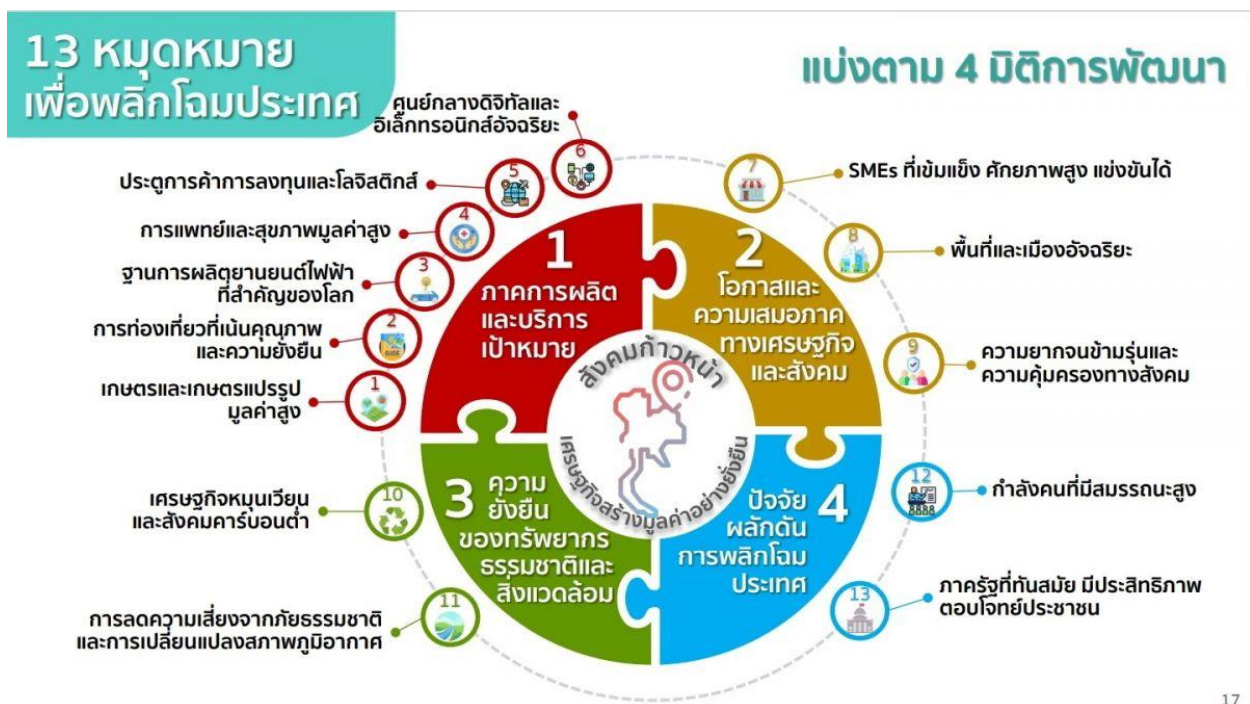 13 หมุดหมาย
เพื่อพลิกโฉมประเทศ
แบ่งตาม 4 มิติการพัฒนา
6
ศูนย์กลางดิจิทัลและ
อิเล็กทรอนิกส์อัจฉริยะ
5
ประตูการค้าการลงทุนและโลจิสติกส์
4
การแพทย์และสุขภาพมูลค่าสูง
3
ฐานการผลิตยานยนต์ไฟฟ้า
ที่สำคัญของโลก
2
การท่องเที่ยวที่เน้นคุณภาพ
และความยั่งยืน
GUIDE
1
เกษตรและเกษตรแปรรูป
มูลค่าสูง
1
ภาคการผลิต
และบริการ
เป้าหมาย
2
โอกาสและ
ความเสมอภาค
ทางเศรษฐกิจ
และสังคม
7
SMEs ที่เข้มแข็ง ศักยภาพสูง แข่งขันได้
8
พื้นที่และเมืองอัจฉริยะ
9
ความยากจนข้ามรุ่นและ
ความคุ้มครองทางสังคม
สังคมก้าวหน้า
เศรษฐกิจสร้างมูลค่าอย่างยั่งยืน
10
เศรษฐกิจหมุนเวียน
และสังคมคาร์บอนต่ำ
11
การลดความเสี่ยงจากภัยธรรมชาติ
และการเปลี่ยนแปลงสภาพภูมิอากาศ
3 ความ
ยั่งยืน
ของทรัพยากร
ธรรมชาติและ
สิ่งแวดล้อม
4
ปัจจัย
ผลักดัน
การพลิกโฉม
ประเทศ
12
กำลังคนที่มีสมรรถนะสูง
13
ภาครัฐที่ทันสมัย มีประสิทธิภาพ
ตอบโจทย์ประชาชน
17